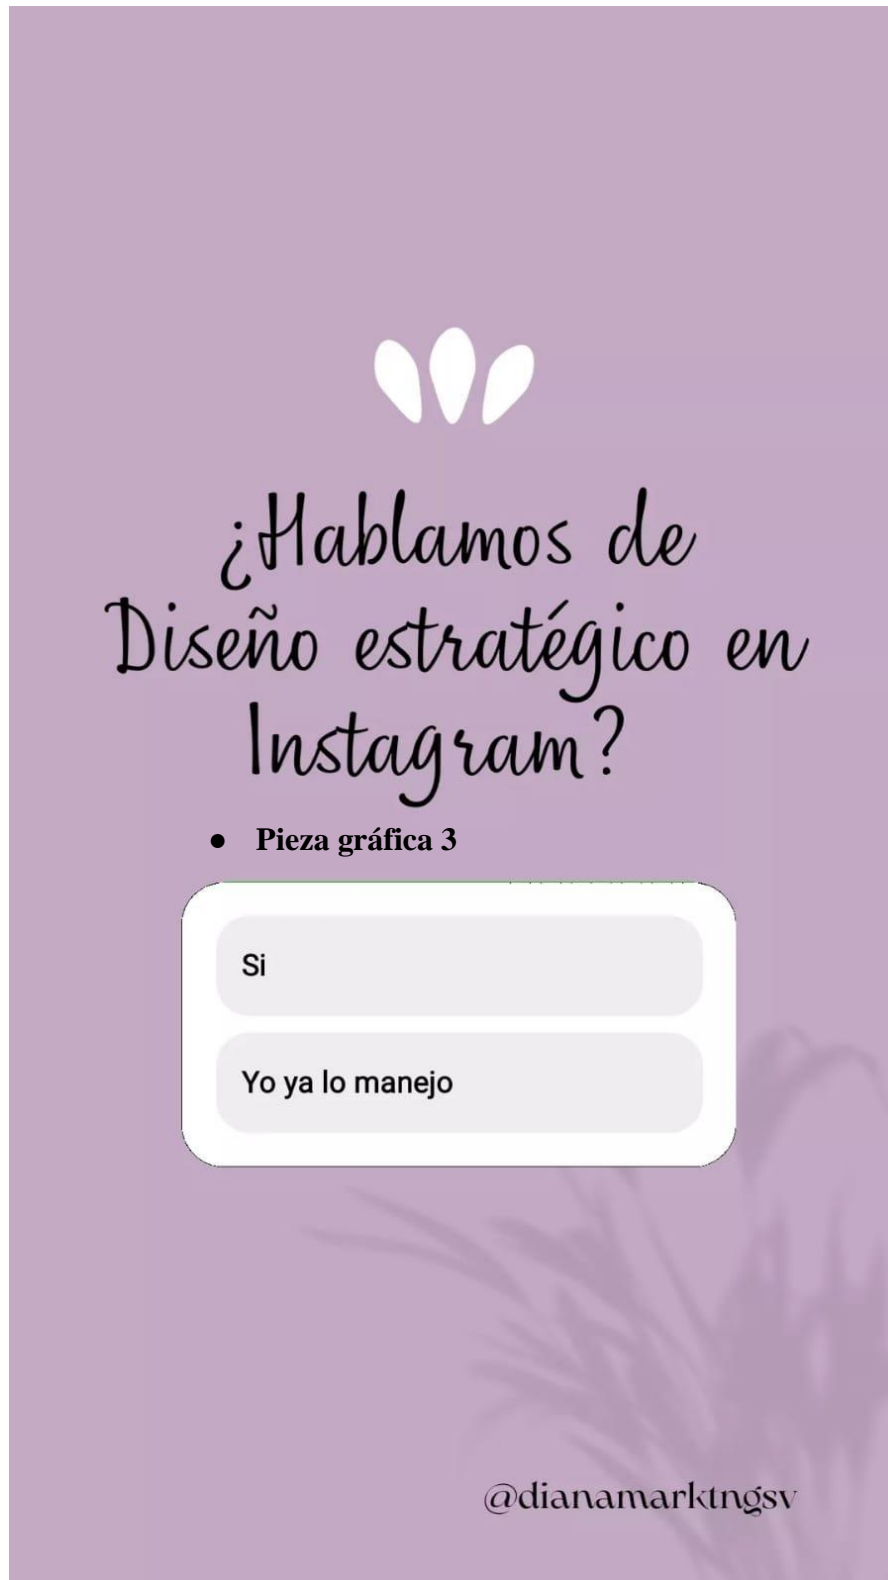 ¿Hablamos de
Diseño estratégico en
Instagram?
● Pieza gráfica 3
Si
Yo ya lo manejo
@dianamarktngsv